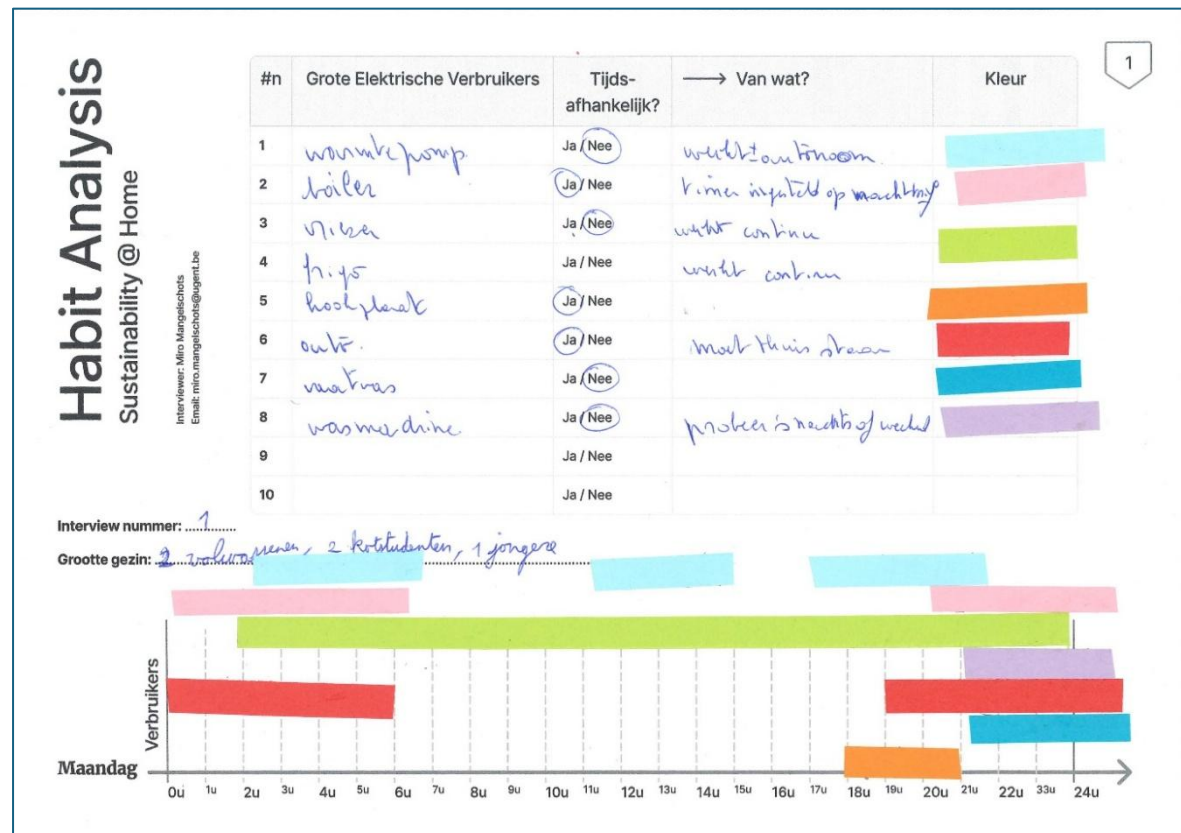 Habit Analysis
Sustainability @ Home
Interviewer: Miro Mangelschots
Email: miro.mangelschots@ugent.be
1
#n Grote Elektrische Verbruikers Tijds-afhankelijk? → Van wat? Kleur
1 warmtepomp Ja / Nee werkt ± autonoom
2 boiler Ja / Nee timer ingesteld op
3 Ja / Nee werkt continu
4 frigo Ja / Nee werkt continu
5 kookplaat Ja / Nee
6 auto. Ja / Nee moet thuis staan
7 vaatwas Ja / Nee
8 wasmachine Ja / Nee probeer 's nachts of
9 Ja / Nee
10 Ja / Nee
Interview nummer: 1
Grootte gezin: 2 volwassenen, 2 kotstudenten, 1 jongere
Verbruikers
Maandag
0u 1u 2u 3u 4u 5u 6u 7u 8u 9u 10u 11u 12u 13u 14u 15u 16u 17u 18u 19u 20u 21u 22u 33u 24u